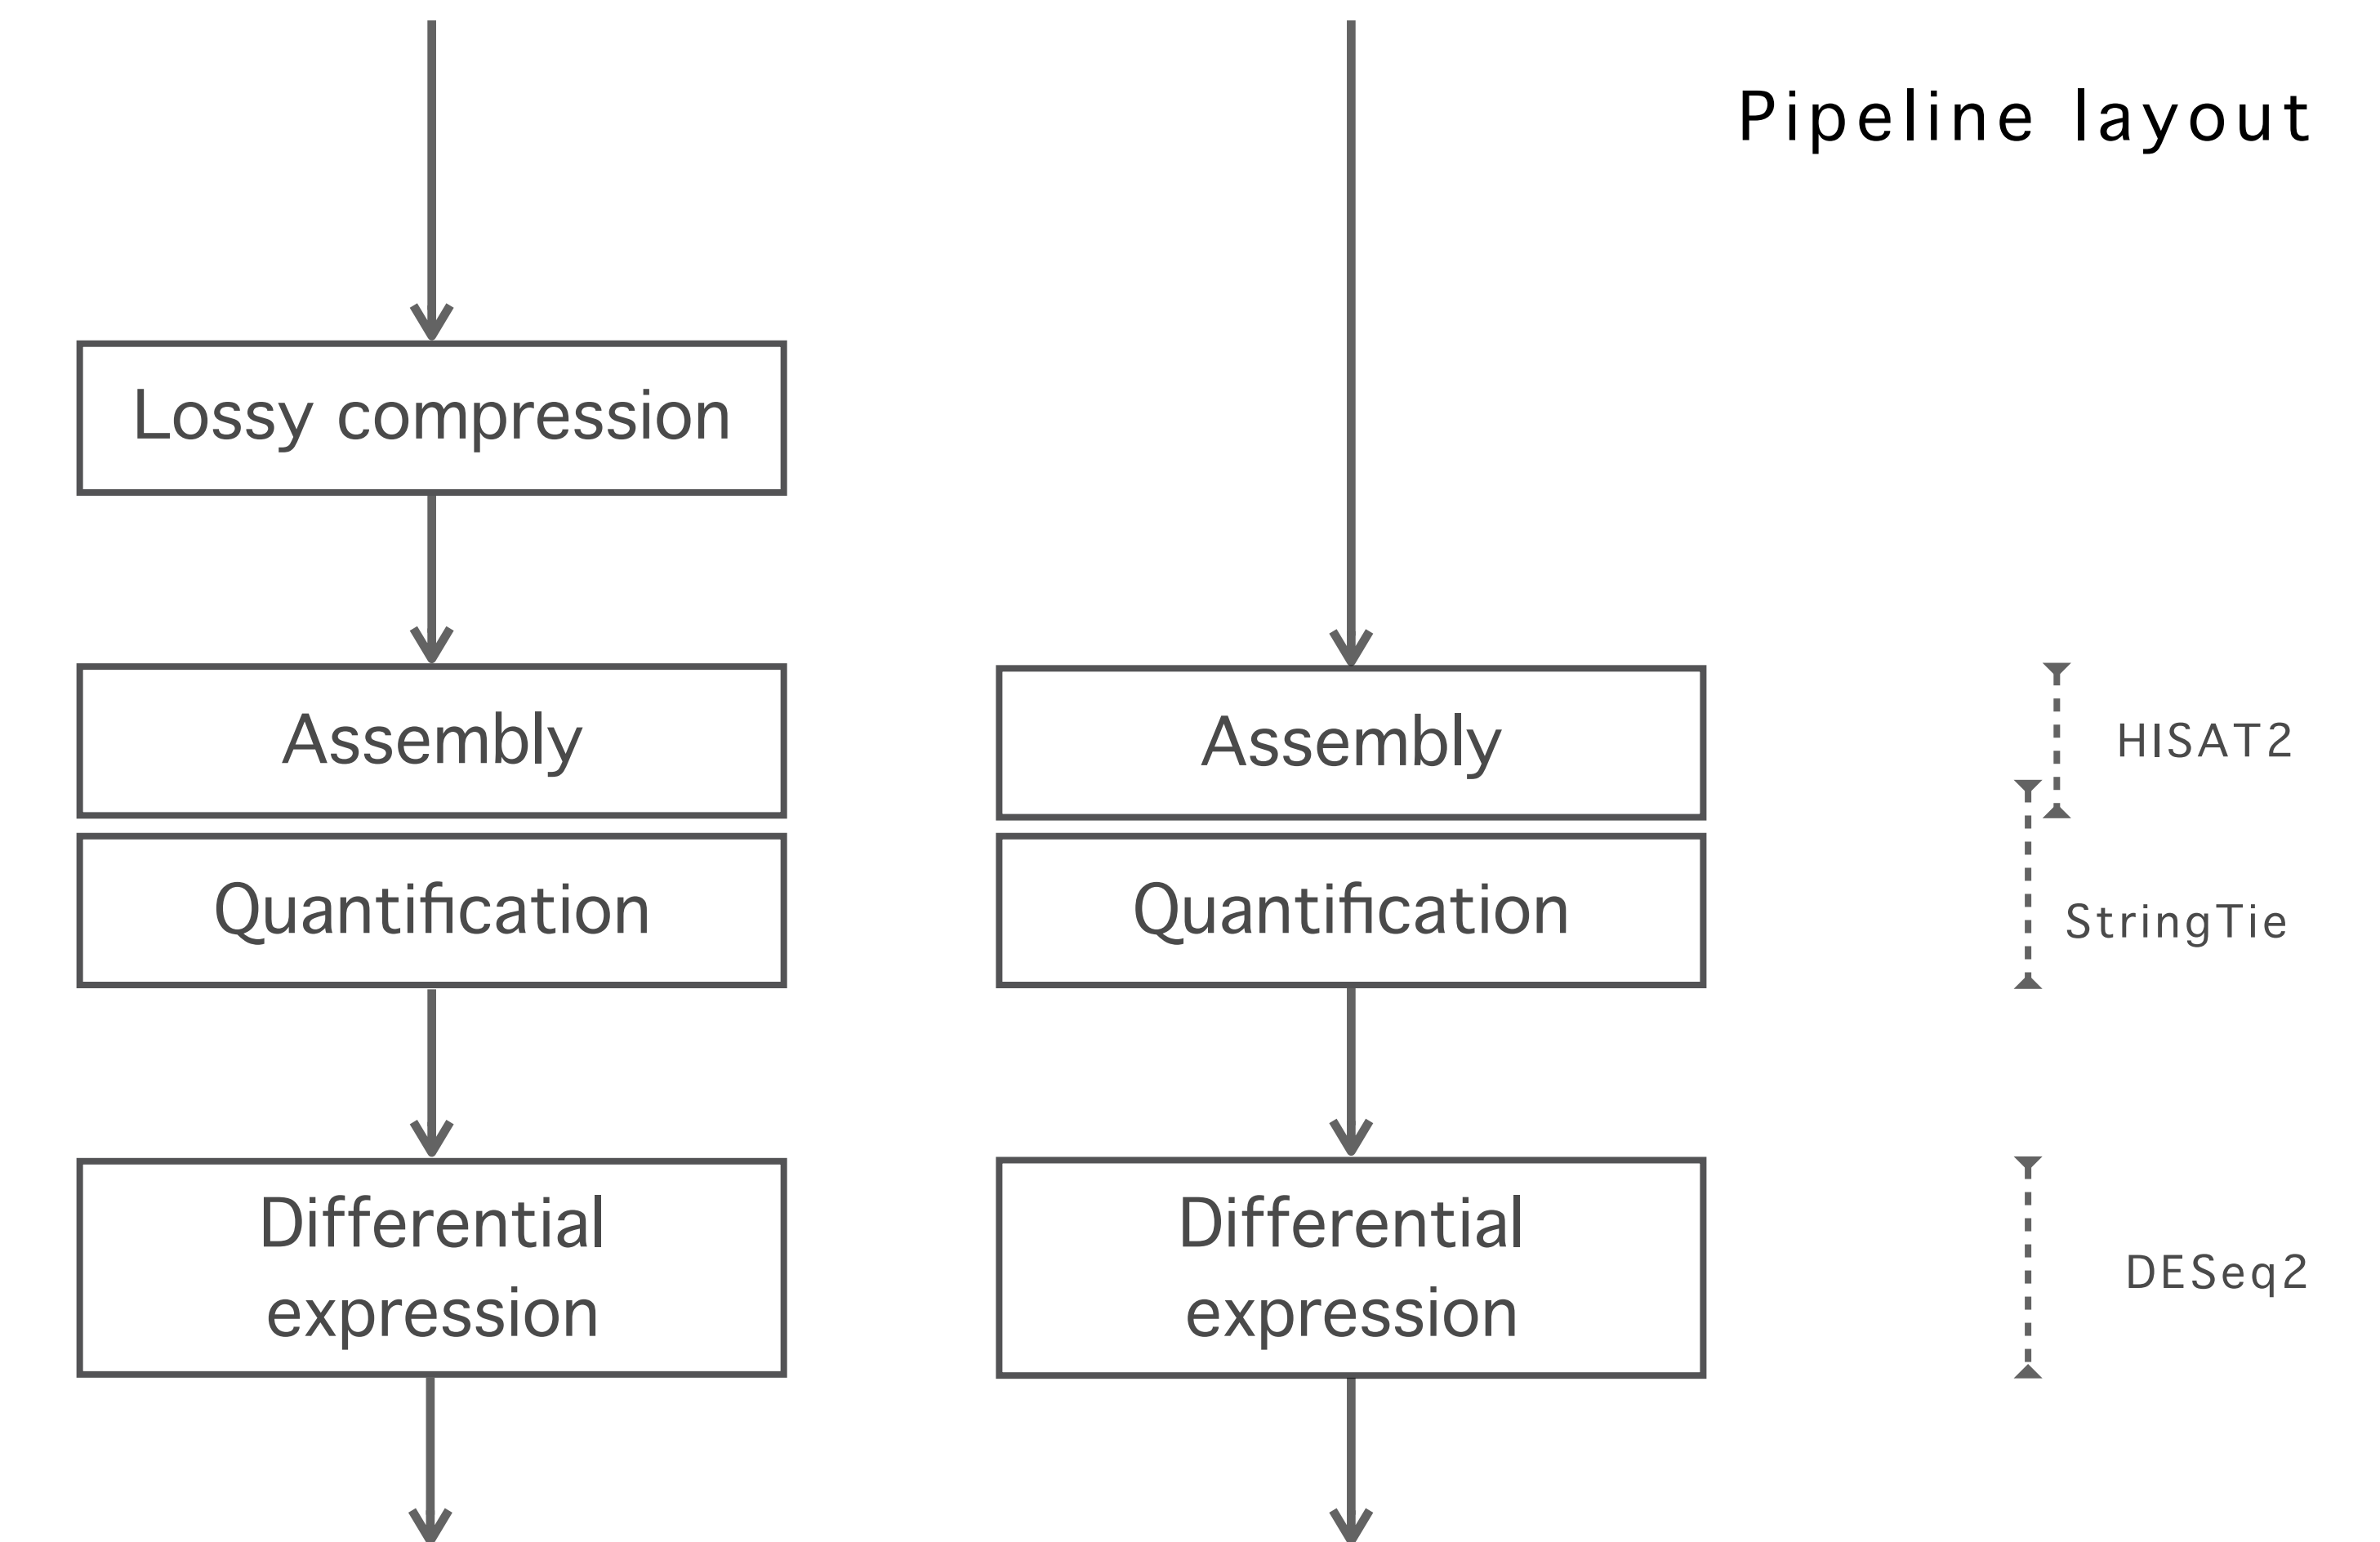 Pipeline layout
Lossy compression
Assembly
Assembly
HISAT2
Quantification
Quantification
StringTie
Differential
expression
Differential
expression
DESeq2